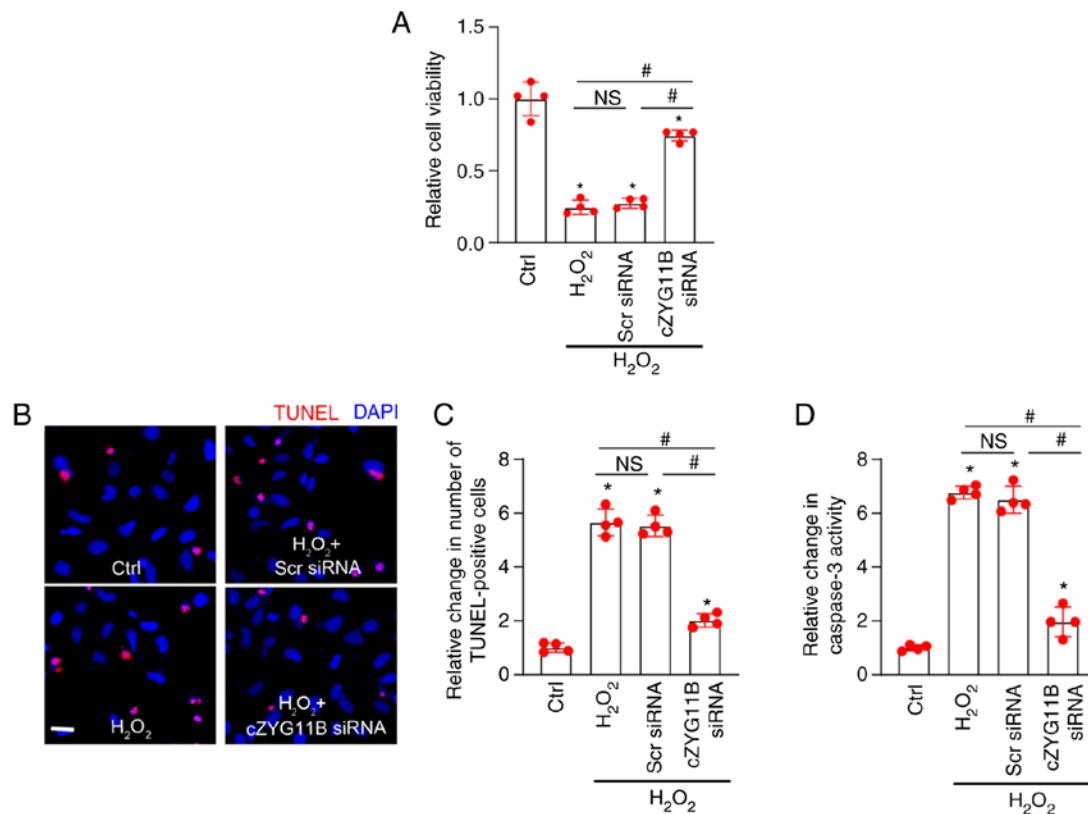 A
Relative cell viability
1.5
1.0
0.5
0.0
#
NS
#
*
*
*
Ctrl
H₂O₂
Scr siRNA
cZYG11B
siRNA
H₂O₂
B
TUNEL DAPI
Ctrl
H₂O₂+
Scr siRNA
H₂O₂
H₂O₂+
cZYG11B siRNA
C
Relative change in number of
TUNEL-positive cells
8
6
4
2
0
#
NS
#
*
*
*
Ctrl
H₂O₂
Scr siRNA
cZYG11B
siRNA
H₂O₂
D
Relative change in
caspase-3 activity
8
6
4
2
0
#
NS
#
*
*
*
Ctrl
H₂O₂
Scr siRNA
cZYG11B
siRNA
H₂O₂